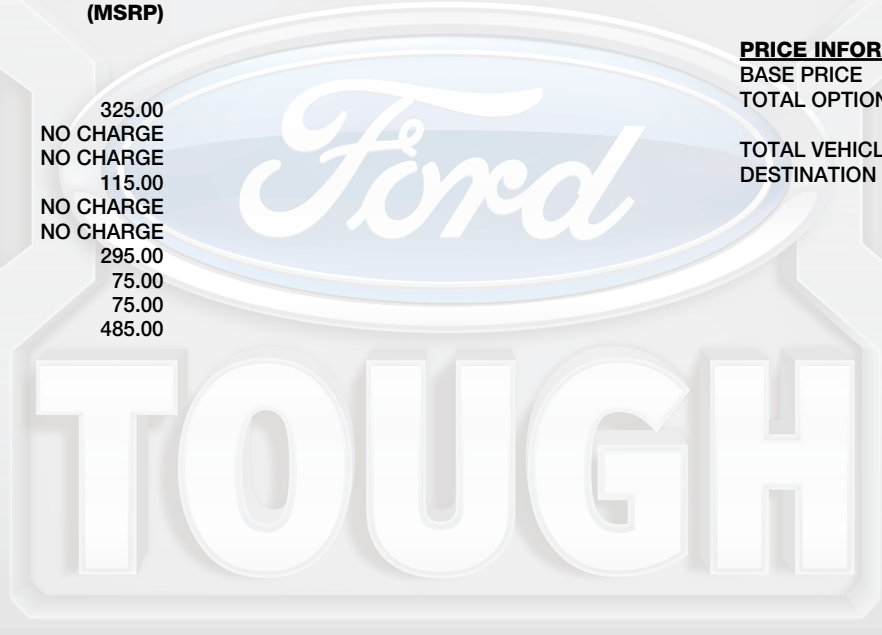 (MSRP)
325.00
NO CHARGE
NO CHARGE
115.00
NO CHARGE
NO CHARGE
295.00
75.00
75.00
485.00
PRICE INFOR
BASE PRICE
TOTAL OPTION
TOTAL VEHICL
DESTINATION
Ford
TOUGH